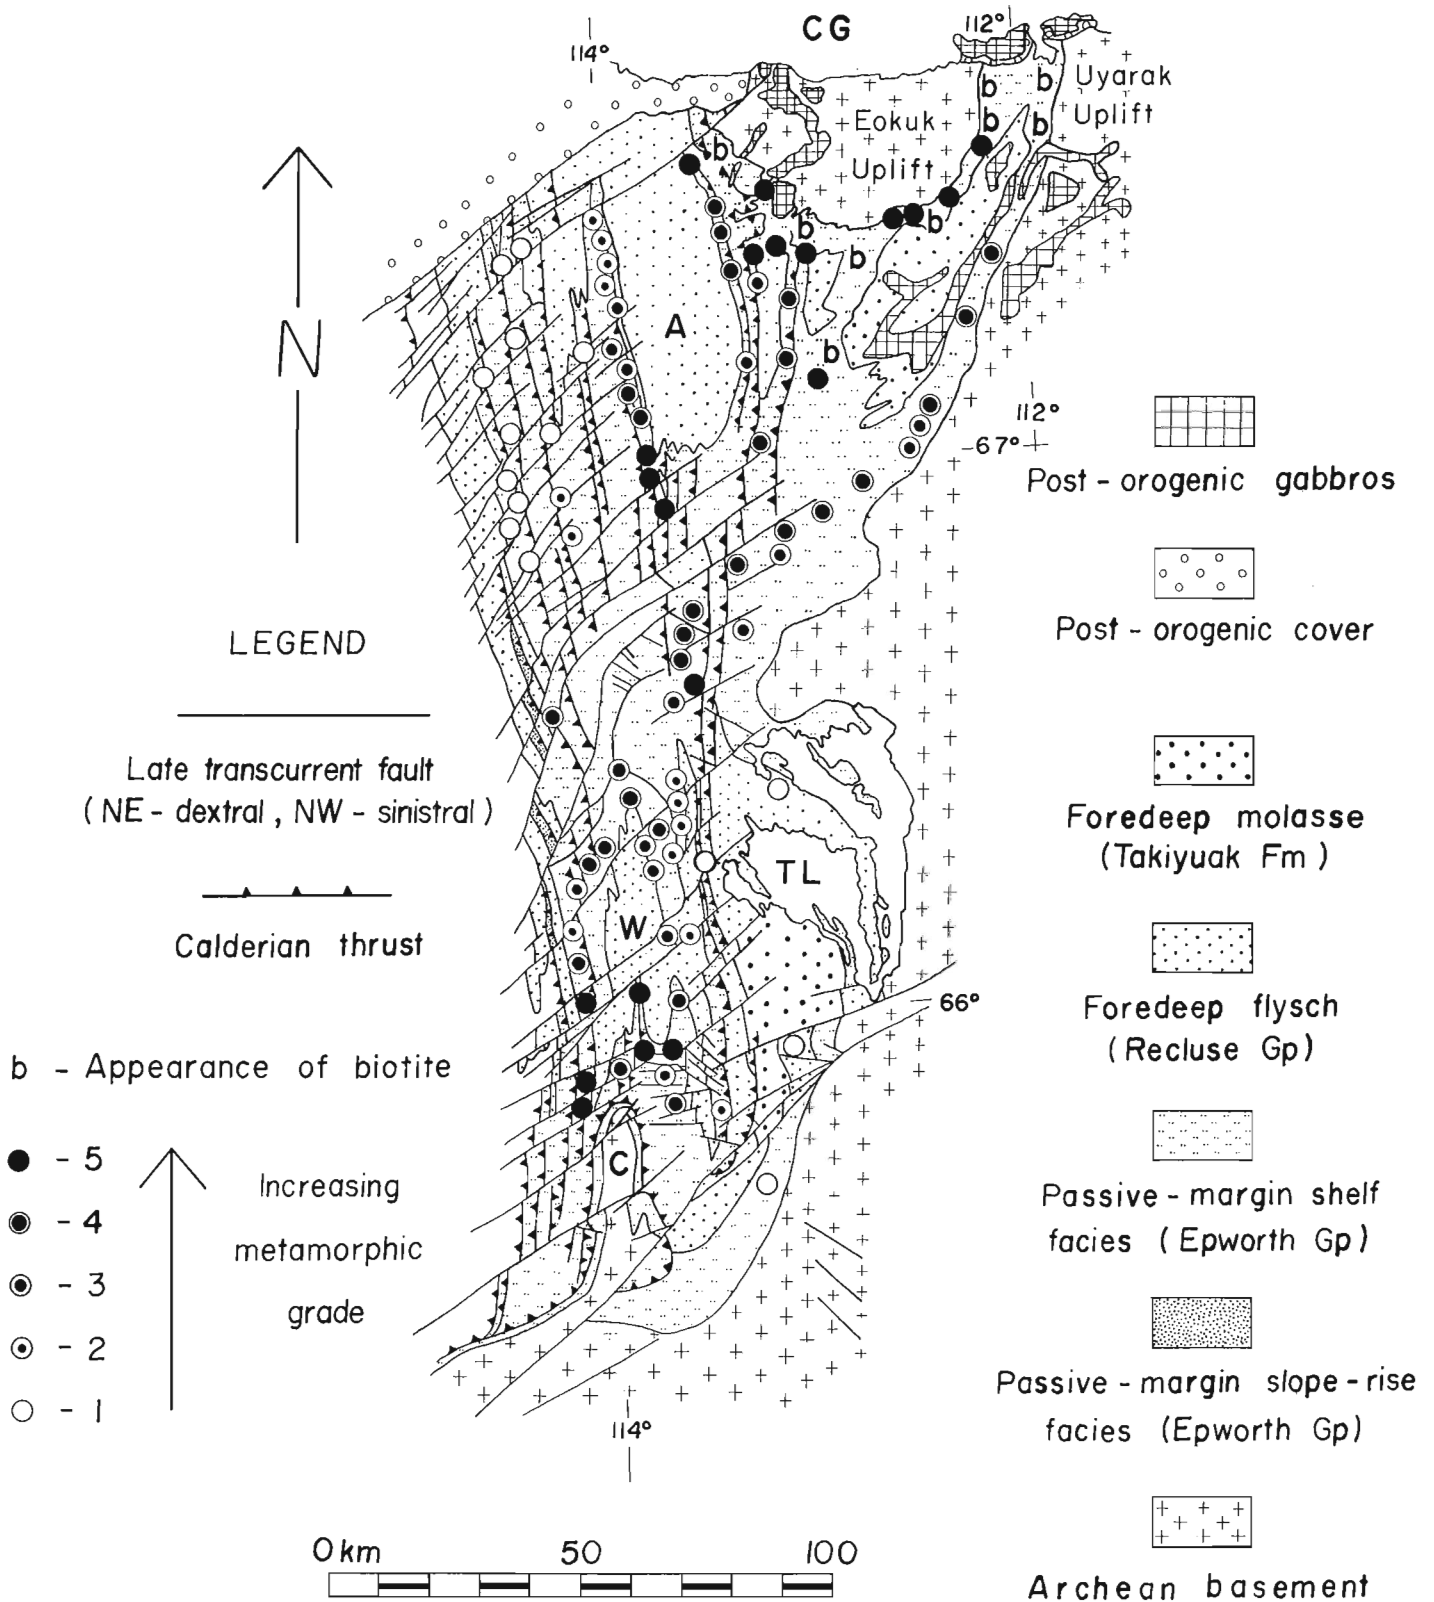 CG
112°
114°
Uyarak
Uplift
b
b
Eokuk
Uplift
b
b
b
b
b
b
N
A
b
112°
67°
Post-orogenic gabbros
Post-orogenic cover
LEGEND
Late transcurrent fault
(NE-dextral, NW-sinistral)
Calderian thrust
TL
W
Foredeep molasse
(Takiyuak Fm)
Foredeep flysch
(Recluse Gp)
66°
b - Appearance of biotite
C
- 5
- 4
- 3
- 2
- 1
Increasing
metamorphic
grade
Passive-margin shelf
facies (Epworth Gp)
Passive-margin slope-rise
facies (Epworth Gp)
114°
0 km 50 100
Archean basement